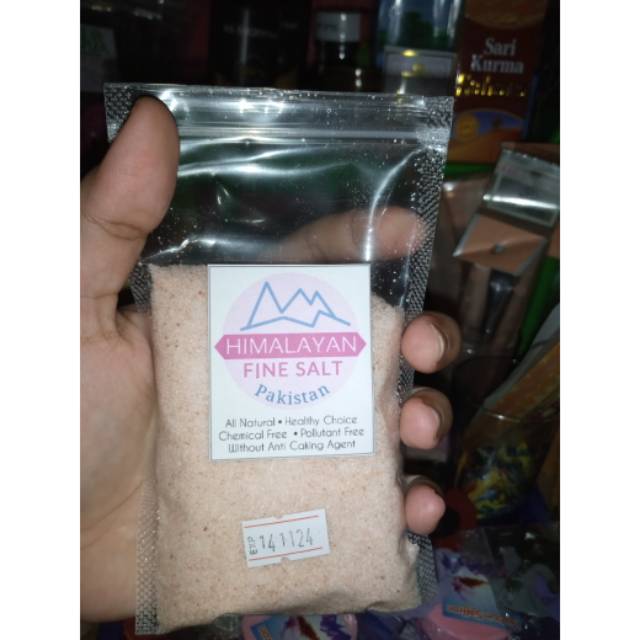 Sari
Kurma
HIMALAYAN
FINE SALT
Pakistan
All Natural • Healthy Choice
Chemical Free • Pollutant Free
Without Anti Caking Agent
EXP 141124